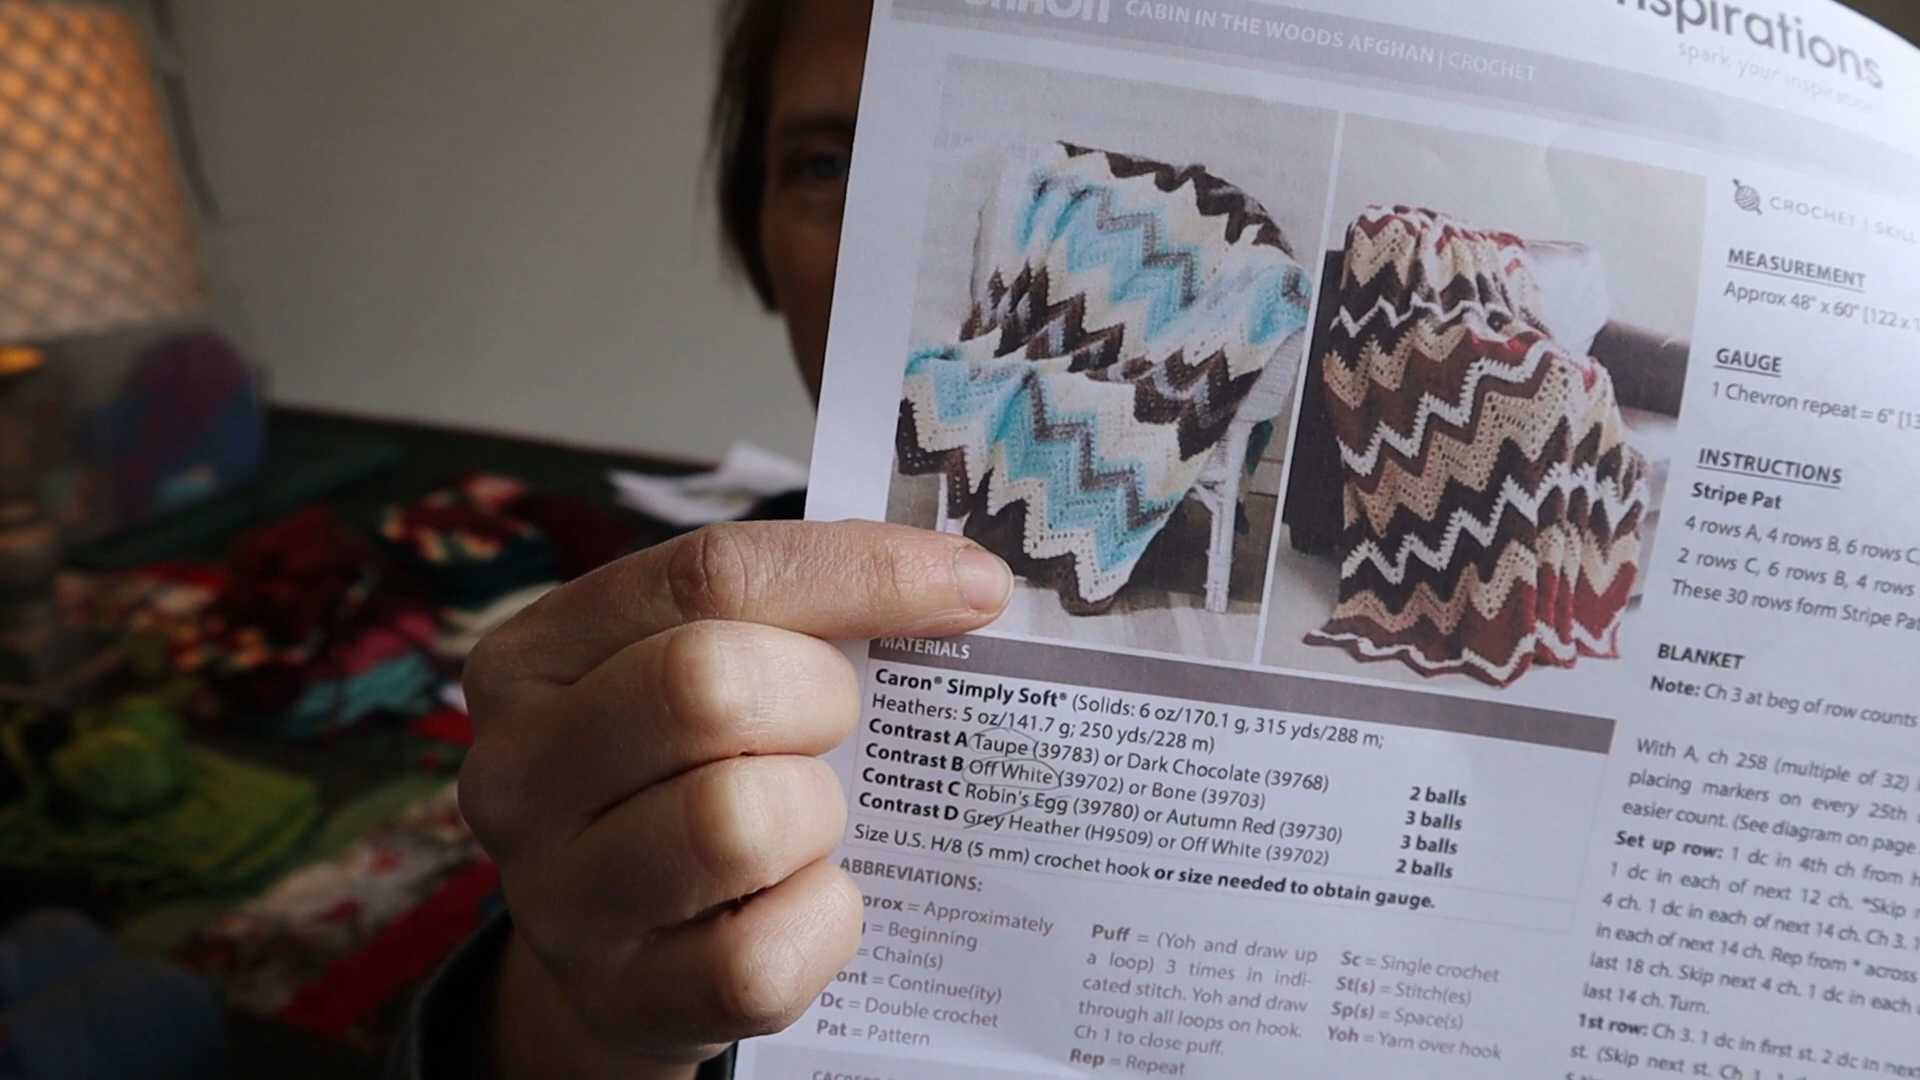 CABIN IN THE WOODS AFGHAN | CROCHET
spirations
spark your inspiration
CROCHET | SKILL
MEASUREMENT
Approx 48" x 60" [122 x
GAUGE
1 Chevron repeat = 6"
INSTRUCTIONS
Stripe Pat
4 rows A, 4 rows B, 6 rows C,
2 rows C, 6 rows B, 4 rows
These 30 rows form Stripe Pat
BLANKET
Note: Ch 3 at beg of row counts
With A, ch 258 (multiple of 32)
placing markers on every 25th
easier count. (See diagram on page
Set up row: 1 dc in 4th ch from
1 dc in each of next 12 ch. *Skip
4 ch. 1 dc in each of next 14 ch. Ch 3.
in each of next 14 ch. Rep from * across
last 18 ch. Skip next 4 ch. 1 dc in each
last 14 ch. Turn.
1st row: Ch 3. 1 dc in first st. 2 dc in next
st. (Skip next st. Ch 1.
MATERIALS
Caron® Simply Soft® (Solids: 6 oz/170.1 g, 315 yds/288 m;
Heathers: 5 oz/141.7 g; 250 yds/228 m)
Contrast A Taupe (39783) or Dark Chocolate (39768) 2 balls
Contrast B Off White (39702) or Bone (39703) 3 balls
Contrast C Robin's Egg (39780) or Autumn Red (39730) 3 balls
Contrast D Grey Heather (H9509) or Off White (39702) 2 balls
Size U.S. H/8 (5 mm) crochet hook or size needed to obtain gauge.
ABBREVIATIONS:
prox = Approximately
= Beginning
= Chain(s)
ont = Continue(ity)
Dc = Double crochet
Pat = Pattern
Puff = (Yoh and draw up
a loop) 3 times in indi-
cated stitch. Yoh and draw
through all loops on hook.
Ch 1 to close puff.
Rep = Repeat
Sc = Single crochet
St(s) = Stitch(es)
Sp(s) = Space(s)
Yoh = Yarn over hook